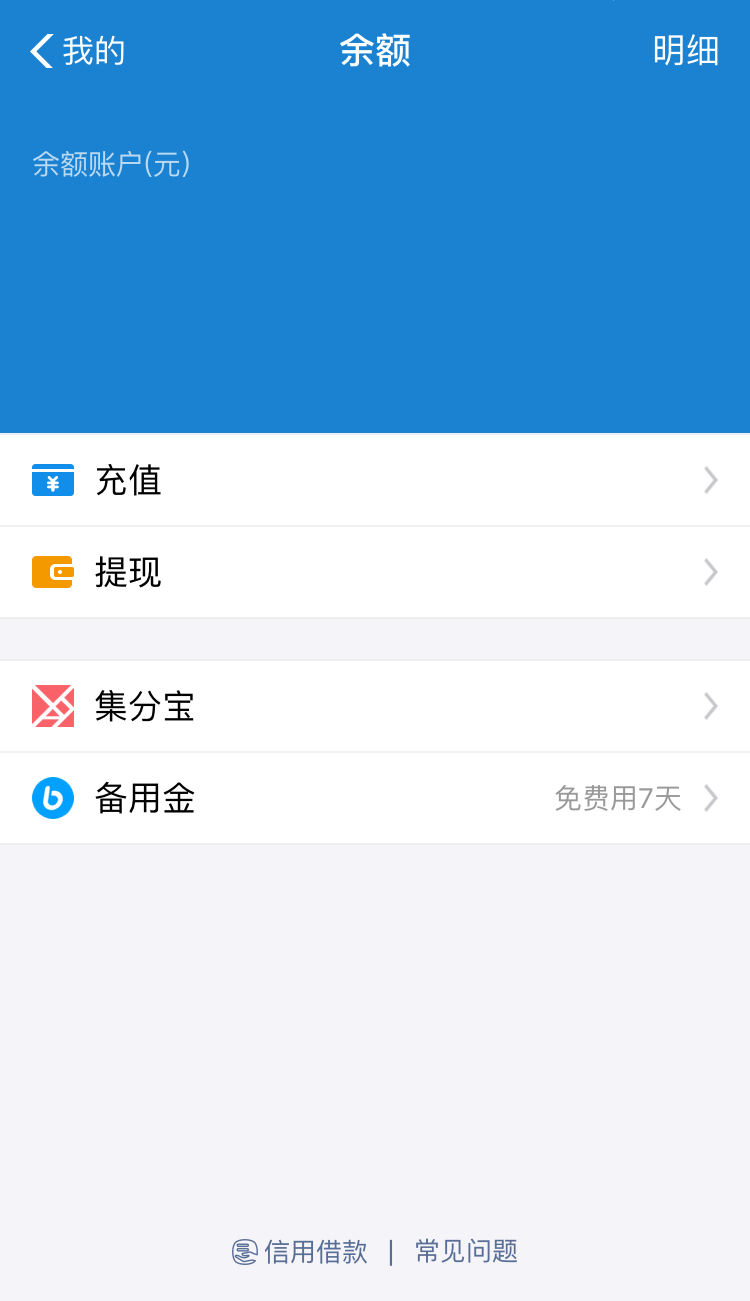 我的 余额 明细
余额账户(元)
充值
提现
集分宝
备用金 免费用7天
信用借款 | 常见问题